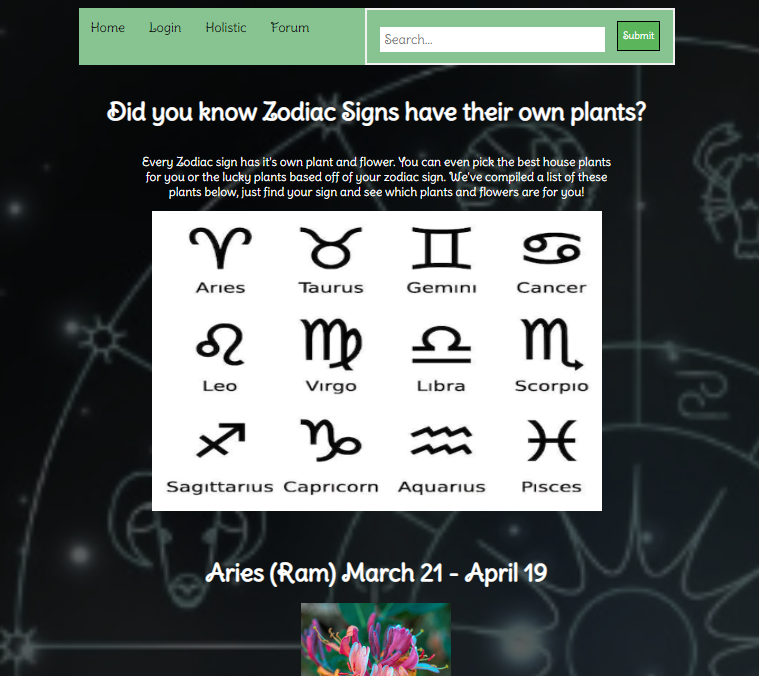 Home Login Holistic Forum
Search...
Submit
Did you know Zodiac Signs have their own plants?
Every Zodiac sign has it's own plant and flower. You can even pick the best house plants
for you or the lucky plants based off of your zodiac sign. We've compiled a list of these
plants below, just find your sign and see which plants and flowers are for you!
Aries Taurus Gemini Cancer
Leo Virgo Libra Scorpio
Sagittarius Capricorn Aquarius Pisces
Aries (Ram) March 21 - April 19